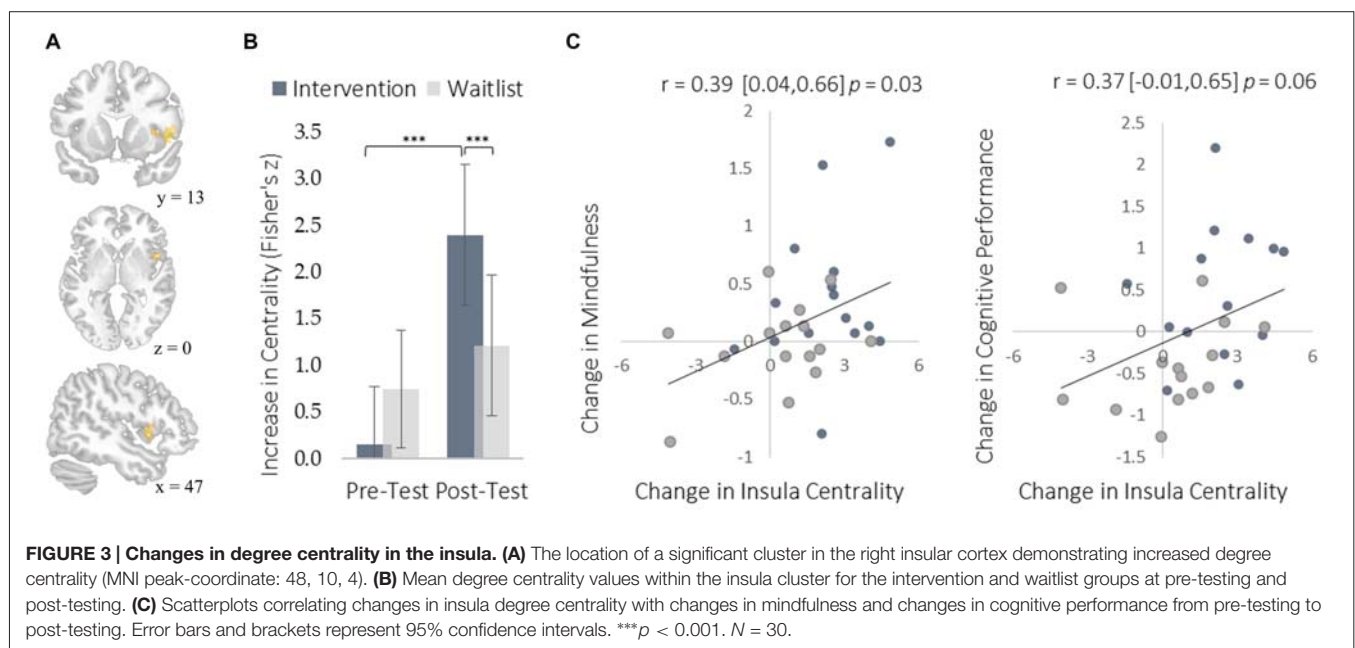 A
B
C
y = 13
z = 0
x = 47
Intervention Waitlist
*** ***
Increase in Centrality (Fisher's z)
3.5
3.0
2.5
2.0
1.5
1.0
0.5
0.0
Pre-Test Post-Test
r = 0.39 [0.04,0.66] p = 0.03
Change in Mindfulness
2
1.5
1
0.5
0
-0.5
-1
-6 -3 0 3 6
Change in Insula Centrality
r = 0.37 [-0.01,0.65] p = 0.06
Change in Cognitive Performance
2.5
2
1.5
1
0.5
0
-0.5
-1
-1.5
-6 -3 0 3 6
Change in Insula Centrality
FIGURE 3 | Changes in degree centrality in the insula. (A) The location of a significant cluster in the right insular cortex demonstrating increased degree
centrality (MNI peak-coordinate: 48, 10, 4). (B) Mean degree centrality values within the insula cluster for the intervention and waitlist groups at pre-testing and
post-testing. (C) Scatterplots correlating changes in insula degree centrality with changes in mindfulness and changes in cognitive performance from pre-testing to
post-testing. Error bars and brackets represent 95% confidence intervals. ***p < 0.001. N = 30.